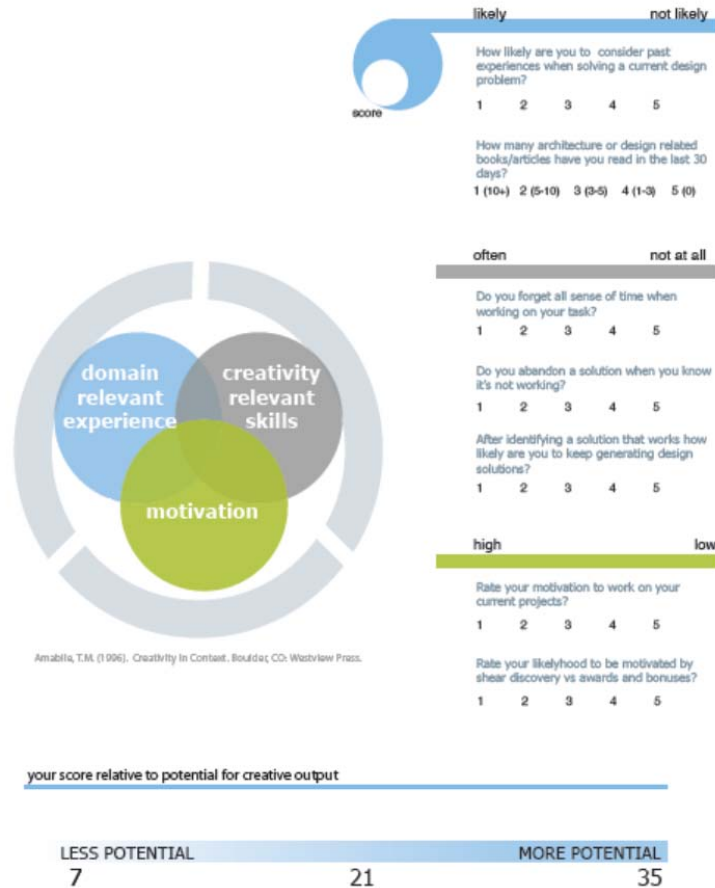 likely not likely
How likely are you to consider past
experiences when solving a current design
problem?
1 2 3 4 5
score
How many architecture or design related
books/articles have you read in the last 30
days?
1 (10+) 2 (5-10) 3 (3-5) 4 (1-3) 5 (0)
often not at all
Do you forget all sense of time when
working on your task?
1 2 3 4 5
Do you abandon a solution when you know
it's not working?
1 2 3 4 5
After identifying a solution that works how
likely are you to keep generating design
solutions?
1 2 3 4 5
high low
Rate your motivation to work on your
current projects?
1 2 3 4 5
Rate your likelyhood to be motivated by
shear discovery vs awards and bonuses?
1 2 3 4 5
domain
relevant
experience
creativity
relevant
skills
motivation
Amabile, T.M. (1996). Creativity in Context. Boulder, CO: Westview Press.
your score relative to potential for creative output
LESS POTENTIAL MORE POTENTIAL
7 21 35